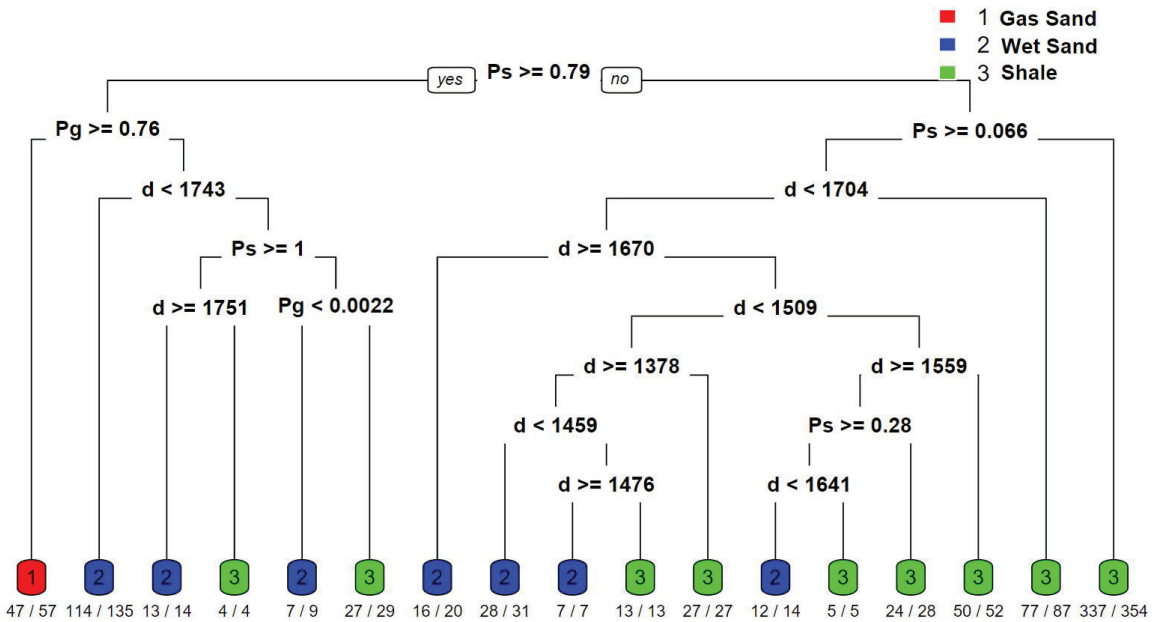 1 Gas Sand
2 Wet Sand
3 Shale
yes Ps >= 0.79 no
Pg >= 0.76 Ps >= 0.066
d < 1743 d < 1704
Ps >= 1 d >= 1670
d >= 1751 Pg < 0.0022 d < 1509
d >= 1378 d >= 1559
d < 1459 Ps >= 0.28
d >= 1476 d < 1641
1 2 2 3 2 3 2 2 2 3 3 2 3 3 3 3 3
47 / 57 114 / 135 13 / 14 4 / 4 7 / 9 27 / 29 16 / 20 28 / 31 7 / 7 13 / 13 27 / 27 12 / 14 5 / 5 24 / 28 50 / 52 77 / 87 337 / 354